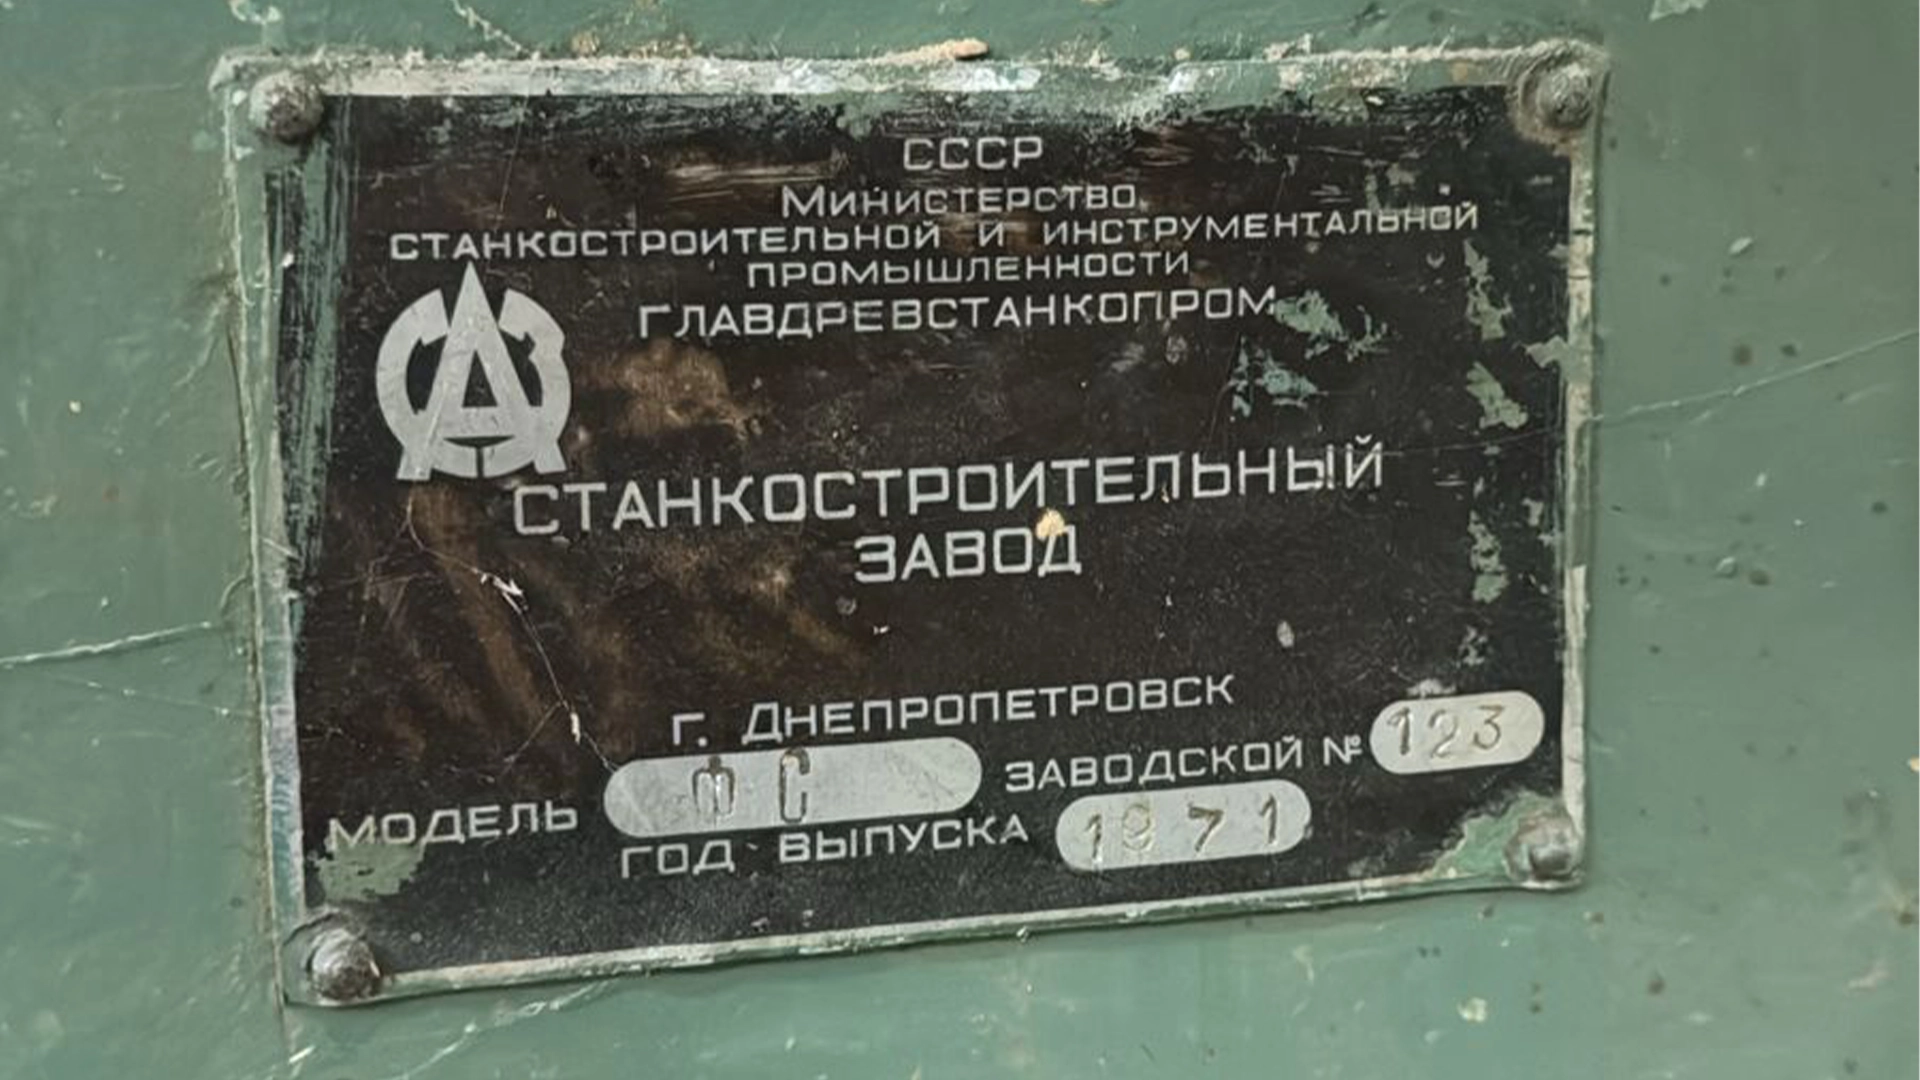 СССР
Министерство
станкостроительной и инструментальной
промышленности
ГЛАВДРЕВСТАНКОПРОМ
СТАНКОСТРОИТЕЛЬНЫЙ
ЗАВОД
г. Днепропетровск
МОДЕЛЬ ФС ЗАВОДСКОЙ № 123
ГОД ВЫПУСКА 1971